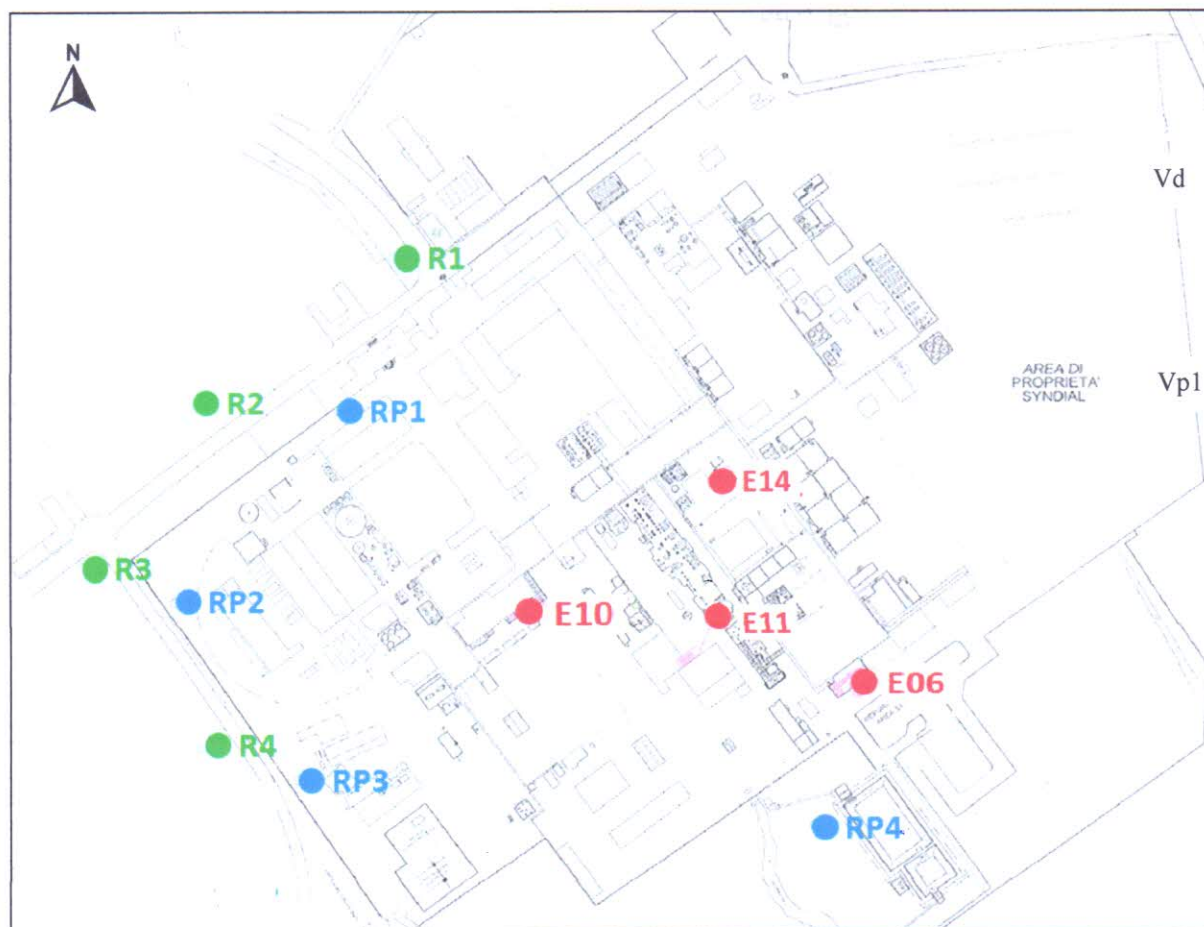 N
Vd
R1
AREA DI
PROPRIETA'
SYNDIAL
Vp1
R2
RP1
E14
R3
RP2
E10
E11
E06
R4
RP3
RP4